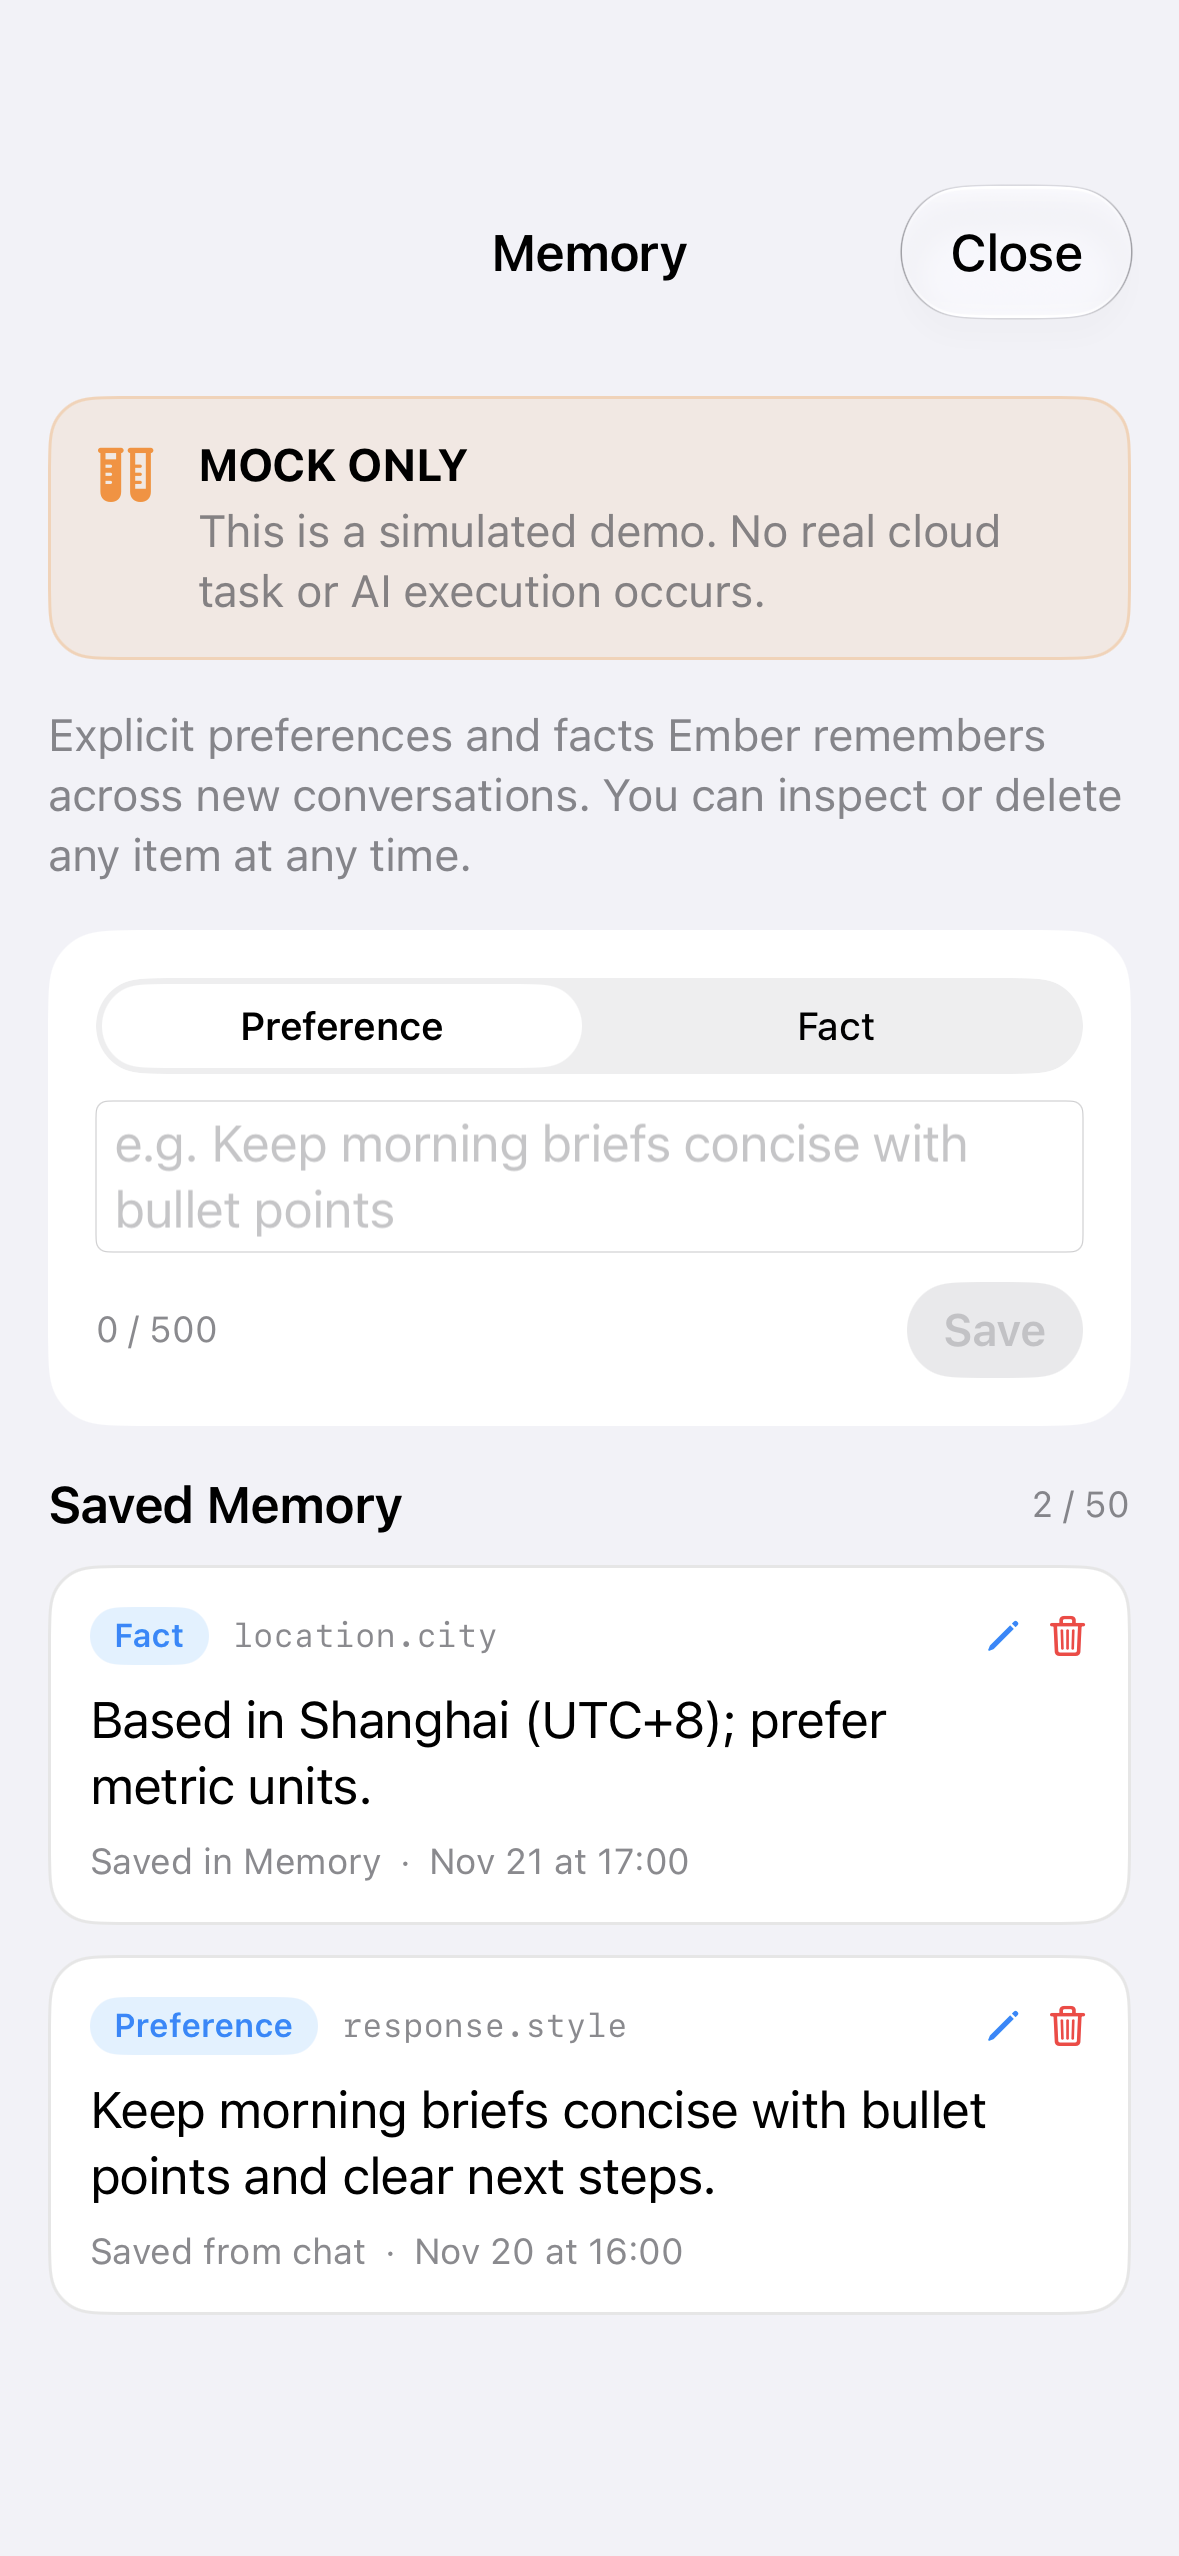 Memory
Close
MOCK ONLY
This is a simulated demo. No real cloud
task or AI execution occurs.
Explicit preferences and facts Ember remembers
across new conversations. You can inspect or delete
any item at any time.
Preference
Fact
e.g. Keep morning briefs concise with
bullet points
0 / 500
Save
Saved Memory
2 / 50
Fact location.city
Based in Shanghai (UTC+8); prefer
metric units.
Saved in Memory · Nov 21 at 17:00
Preference response.style
Keep morning briefs concise with bullet
points and clear next steps.
Saved from chat · Nov 20 at 16:00